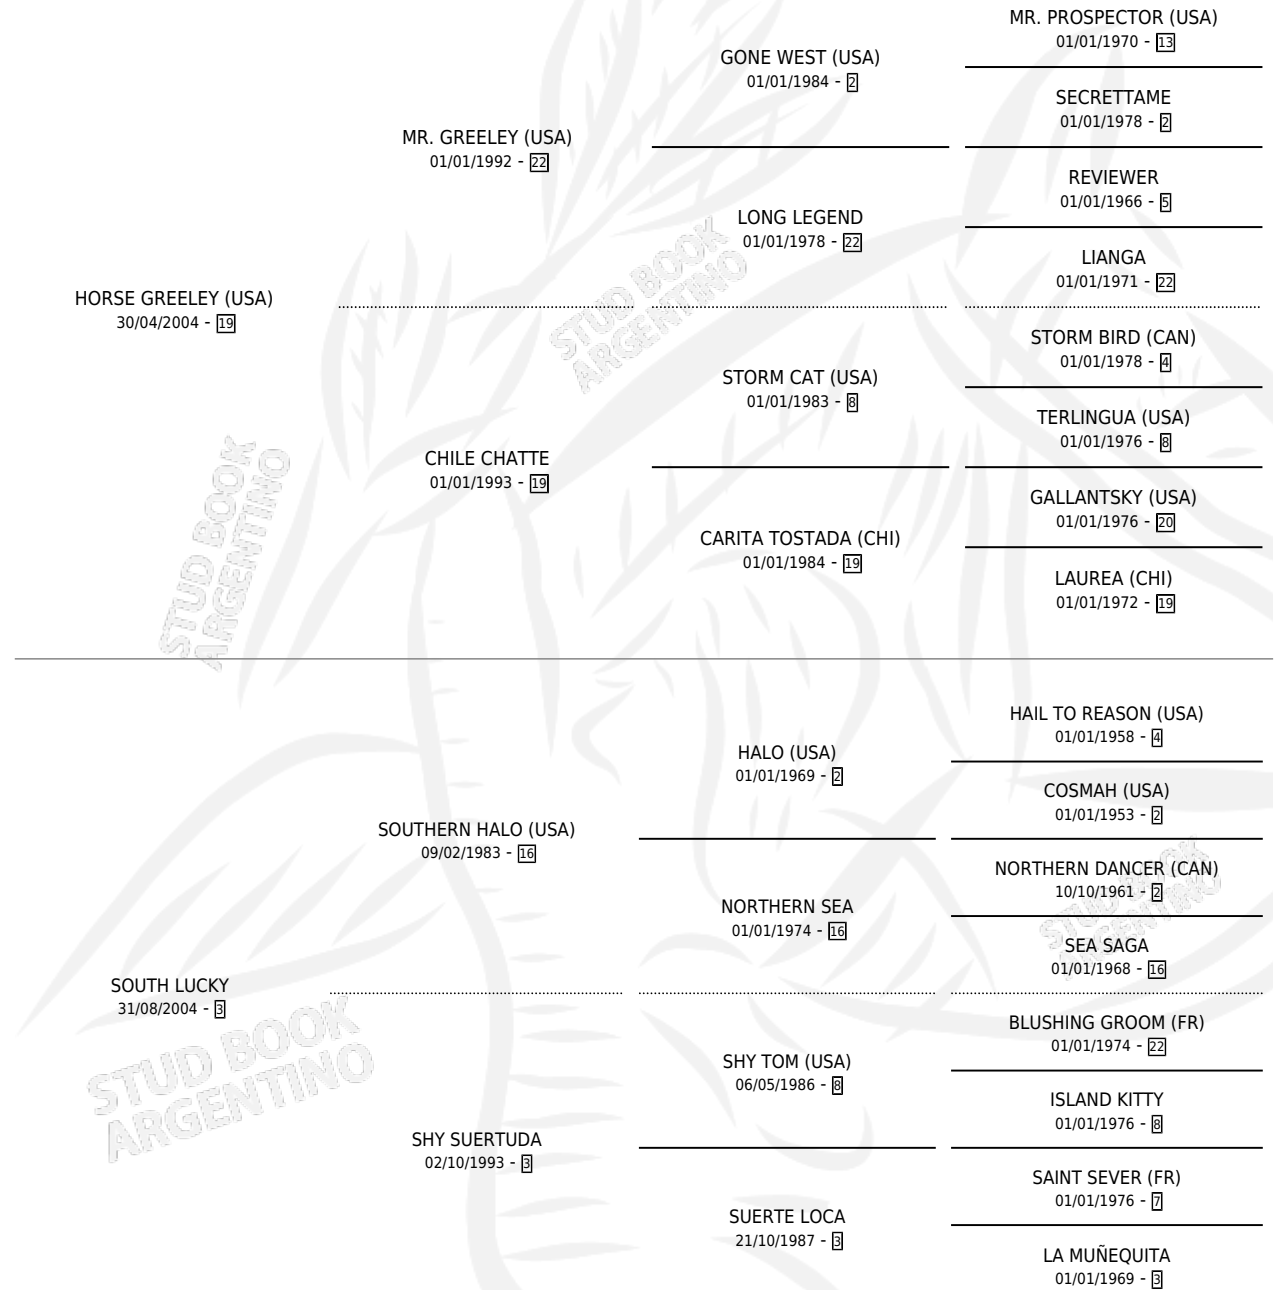 MR. PROSPECTOR (USA)
01/01/1970 - 13
GONE WEST (USA)
01/01/1984 - 2
SECRETTAME
01/01/1978 - 2
MR. GREELEY (USA)
01/01/1992 - 22
REVIEWER
01/01/1966 - 5
LONG LEGEND
01/01/1978 - 22
LIANGA
01/01/1971 - 22
HORSE GREELEY (USA)
30/04/2004 - 19
STORM BIRD (CAN)
01/01/1978 - 4
STORM CAT (USA)
01/01/1983 - 8
TERLINGUA (USA)
01/01/1976 - 8
CHILE CHATTE
01/01/1993 - 19
GALLANTSKY (USA)
01/01/1976 - 20
CARITA TOSTADA (CHI)
01/01/1984 - 19
LAUREA (CHI)
01/01/1972 - 19
HAIL TO REASON (USA)
01/01/1958 - 4
HALO (USA)
01/01/1969 - 2
COSMAH (USA)
01/01/1953 - 2
SOUTHERN HALO (USA)
09/02/1983 - 16
NORTHERN DANCER (CAN)
10/10/1961 - 2
NORTHERN SEA
01/01/1974 - 16
SEA SAGA
01/01/1968 - 16
SOUTH LUCKY
31/08/2004 - 3
BLUSHING GROOM (FR)
01/01/1974 - 22
SHY TOM (USA)
06/05/1986 - 8
ISLAND KITTY
01/01/1976 - 8
SHY SUERTUDA
02/10/1993 - 3
SAINT SEVER (FR)
01/01/1976 - 7
SUERTE LOCA
21/10/1987 - 3
LA MUÑEQUITA
01/01/1969 - 3
STUD BOOK
ARGENTINO
STUD BOOK
ARGENTINO
STUD BOOK
ARGENTINO
STUD BOOK
ARGENTINO